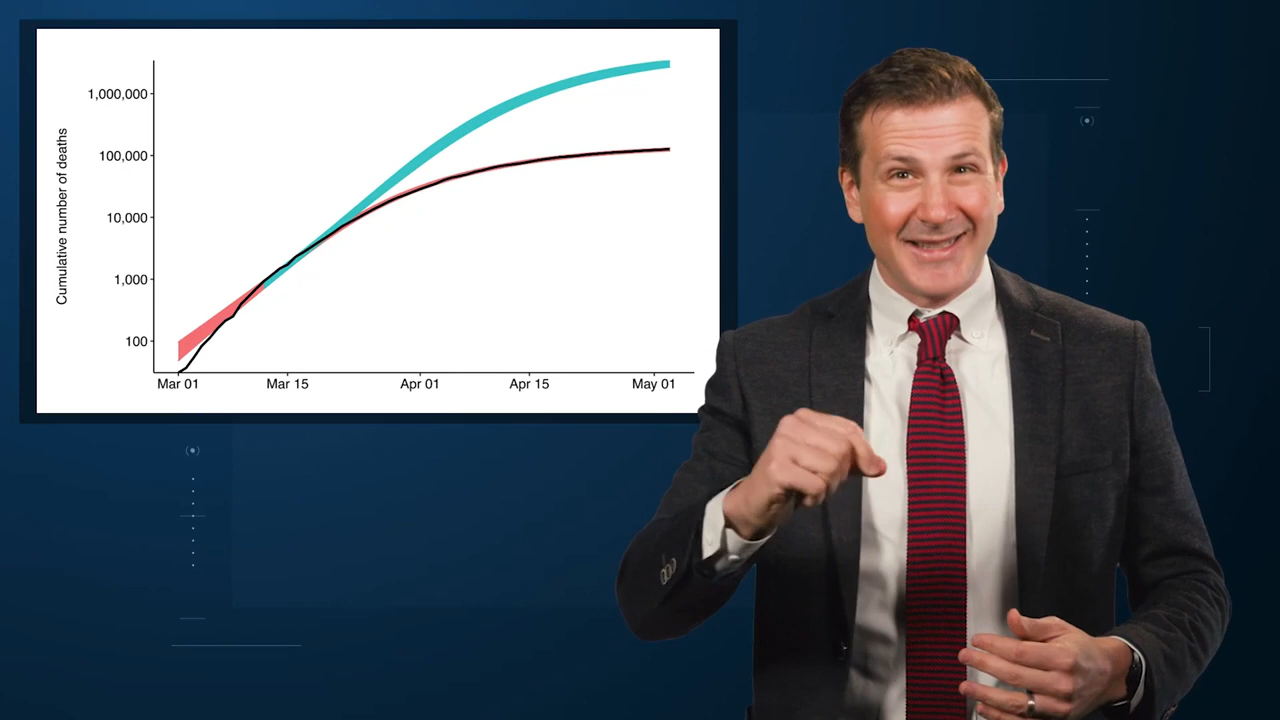 Cumulative number of deaths
1,000,000
100,000
10,000
1,000
100
Mar 01
Mar 15
Apr 01
Apr 15
May 01